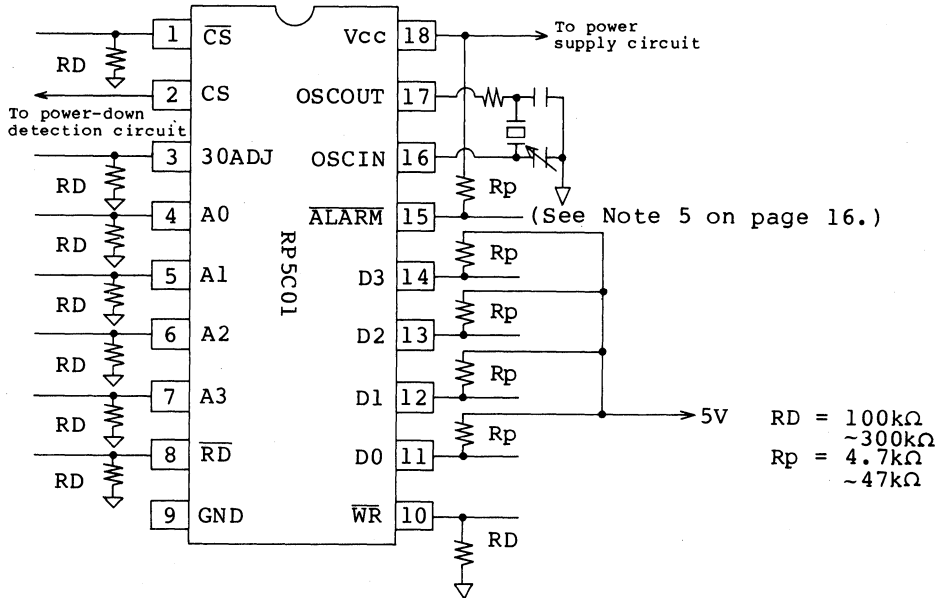 1 CS Vcc 18 To power
supply circuit
RD
2 CS OSCOUT 17
To power-down
detection circuit
3 30ADJ OSCIN 16
RD Rp
4 A0 ALARM 15 (See Note 5 on page 16.)
RD Rp
5 A1 D3 14
RD Rp
6 A2 D2 13
RD Rp
7 A3 D1 12
RD Rp
5V
8 RD D0 11
RD
9 GND WR 10
RD
RP5C01
RD = 100kΩ
~300kΩ
Rp = 4.7kΩ
~47kΩ